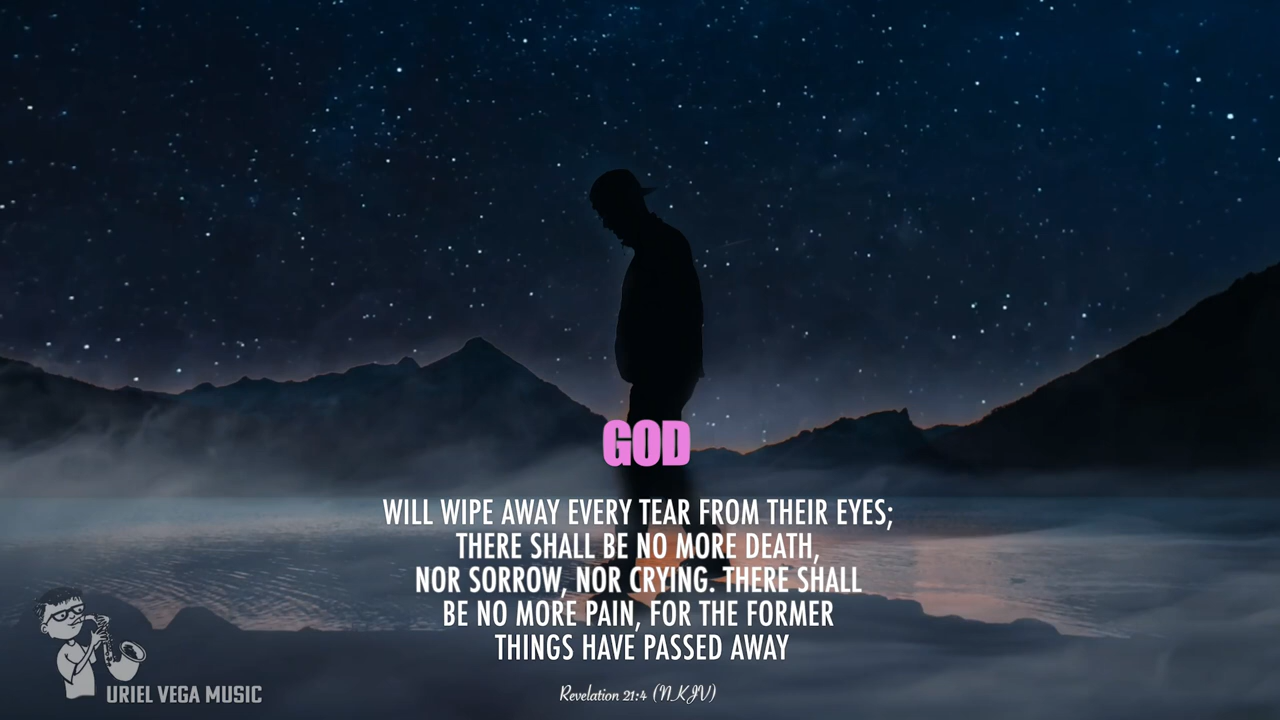 GOD
WILL WIPE AWAY EVERY TEAR FROM THEIR EYES;
THERE SHALL BE NO MORE DEATH,
NOR SORROW, NOR CRYING. THERE SHALL
BE NO MORE PAIN, FOR THE FORMER
THINGS HAVE PASSED AWAY
Revelation 21:4 (NKJV)
URIEL VEGA MUSIC